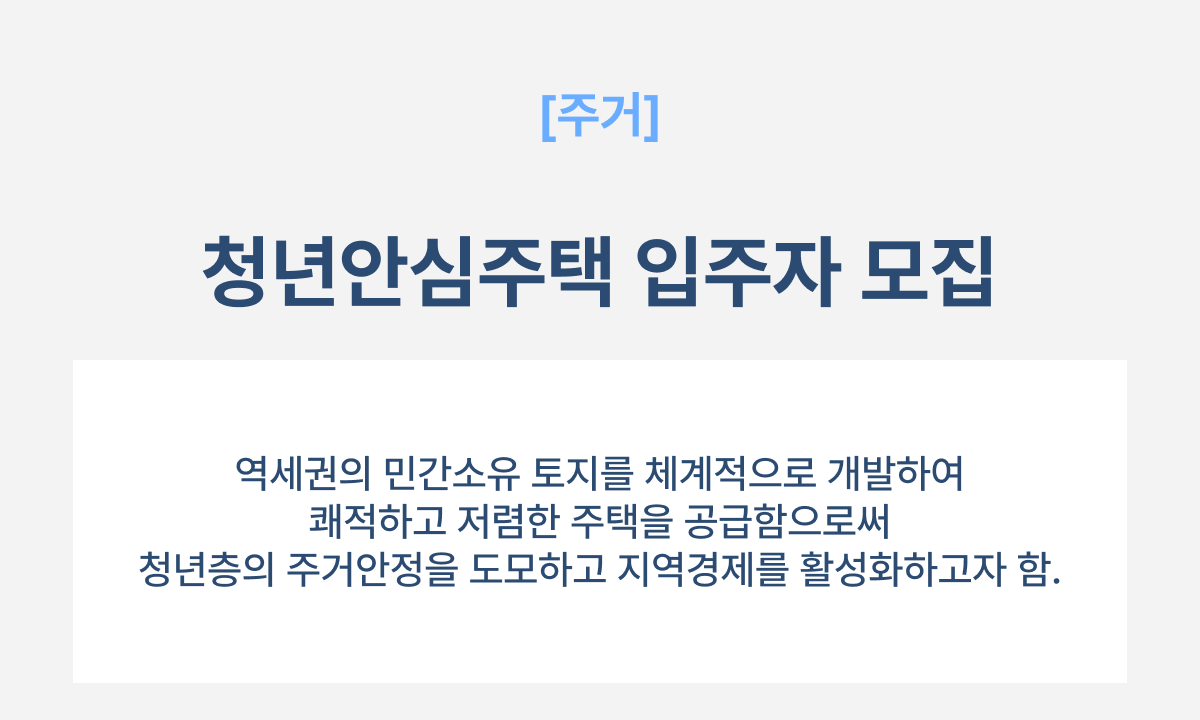 [주거]
청년안심주택 입주자 모집
역세권의 민간소유 토지를 체계적으로 개발하여
쾌적하고 저렴한 주택을 공급함으로써
청년층의 주거안정을 도모하고 지역경제를 활성화하고자 함.